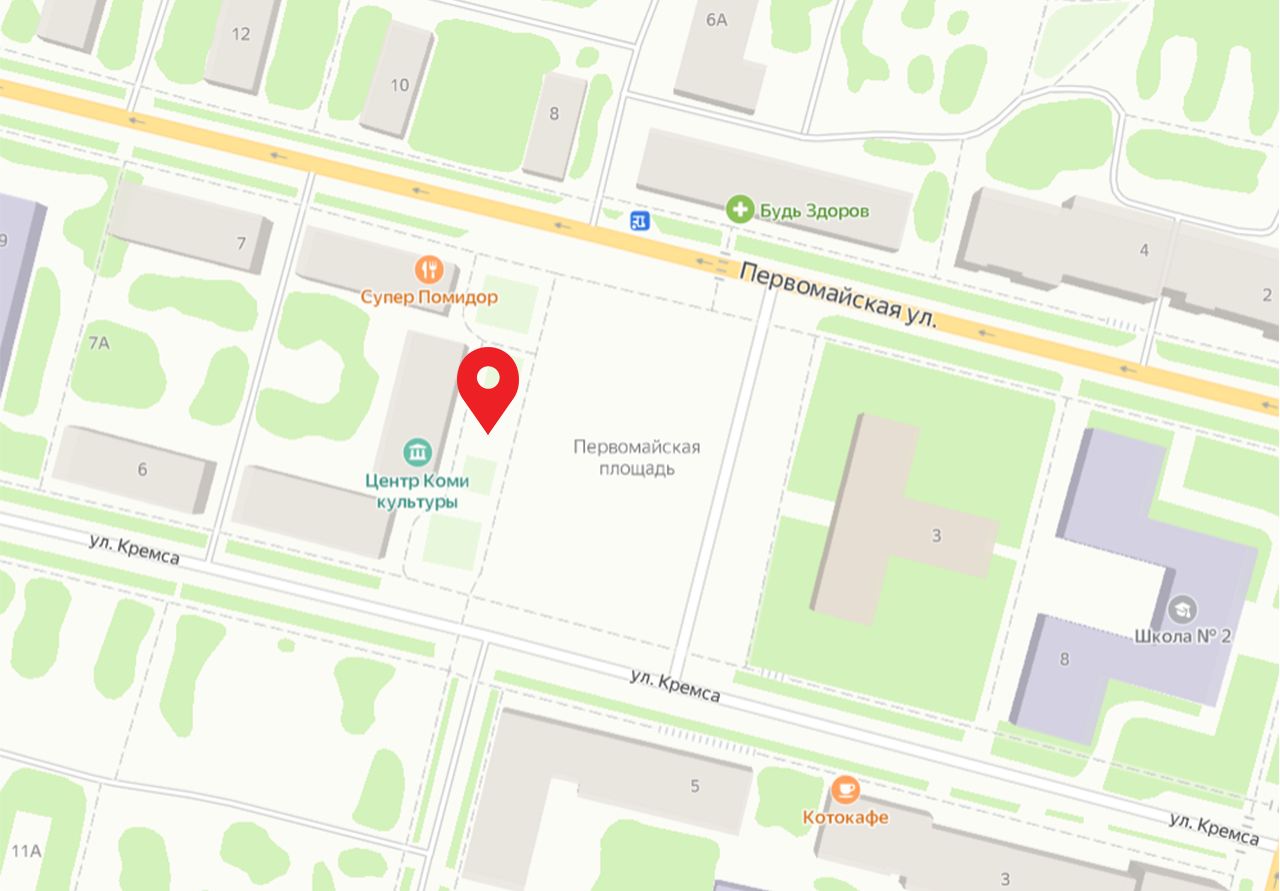 6А
12
10
8
Будь Здоров
9
7
4
2
Супер Помидор
Первомайская ул.
7А
Первомайская
площадь
6
Центр Коми
культуры
ул. Кремса
3
Школа № 2
8
ул. Кремса
5
Котокафе
ул. Кремса
11А
3